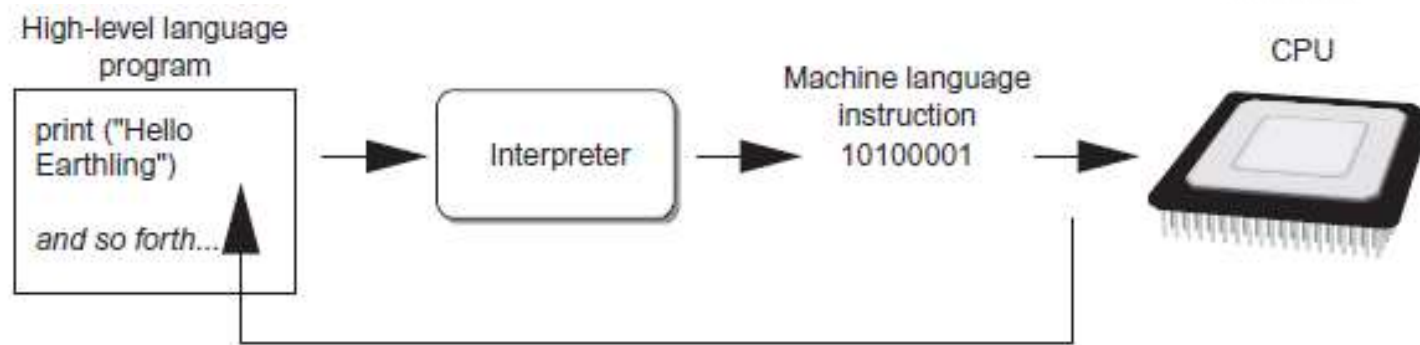 High-level language
program
print ("Hello
Earthling")
and so forth...
Interpreter
Machine language
instruction
10100001
CPU